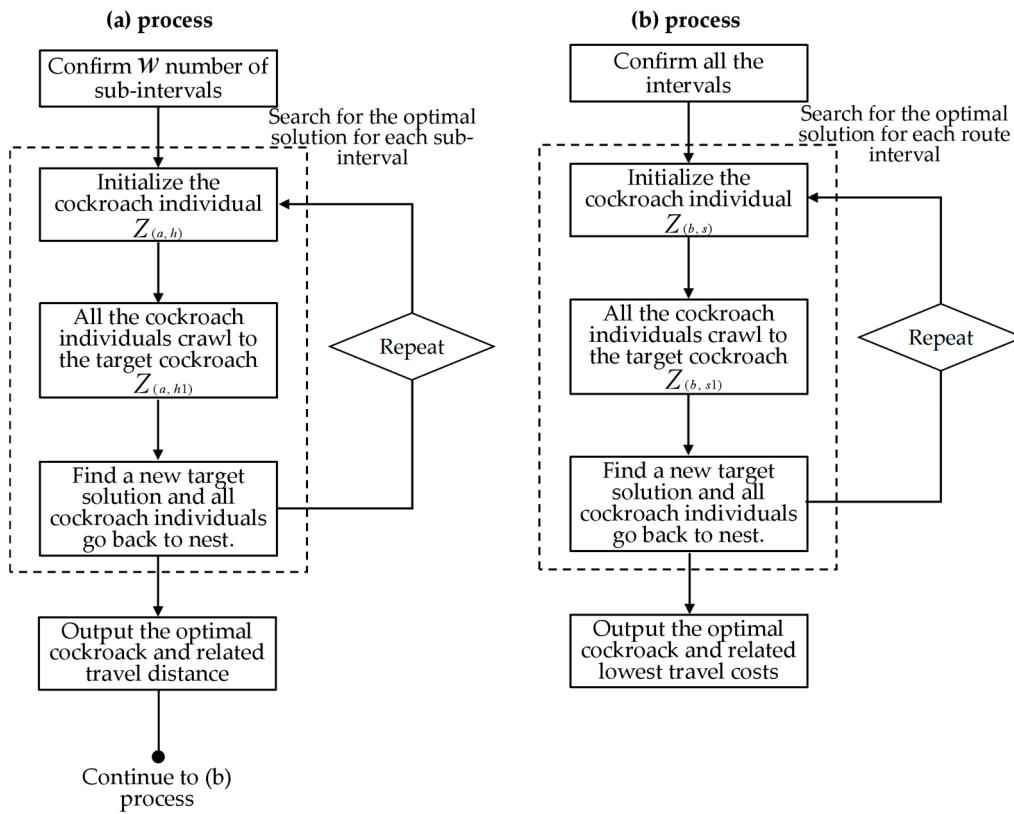 (a) process
Confirm W number of
sub-intervals
Search for the optimal
solution for each sub-
interval
Initialize the
cockroach individual
Z (a, h)
All the cockroach
individuals crawl to
the target cockroach
Z (a, h1)
Repeat
Find a new target
solution and all
cockroach individuals
go back to nest.
Output the optimal
cockroack and related
travel distance
Continue to (b)
process
(b) process
Confirm all the
intervals
Search for the optimal
solution for each route
interval
Initialize the
cockroach individual
Z (b, s)
All the cockroach
individuals crawl to
the target cockroach
Z (b, s1)
Repeat
Find a new target
solution and all
cockroach individuals
go back to nest.
Output the optimal
cockroack and related
lowest travel costs